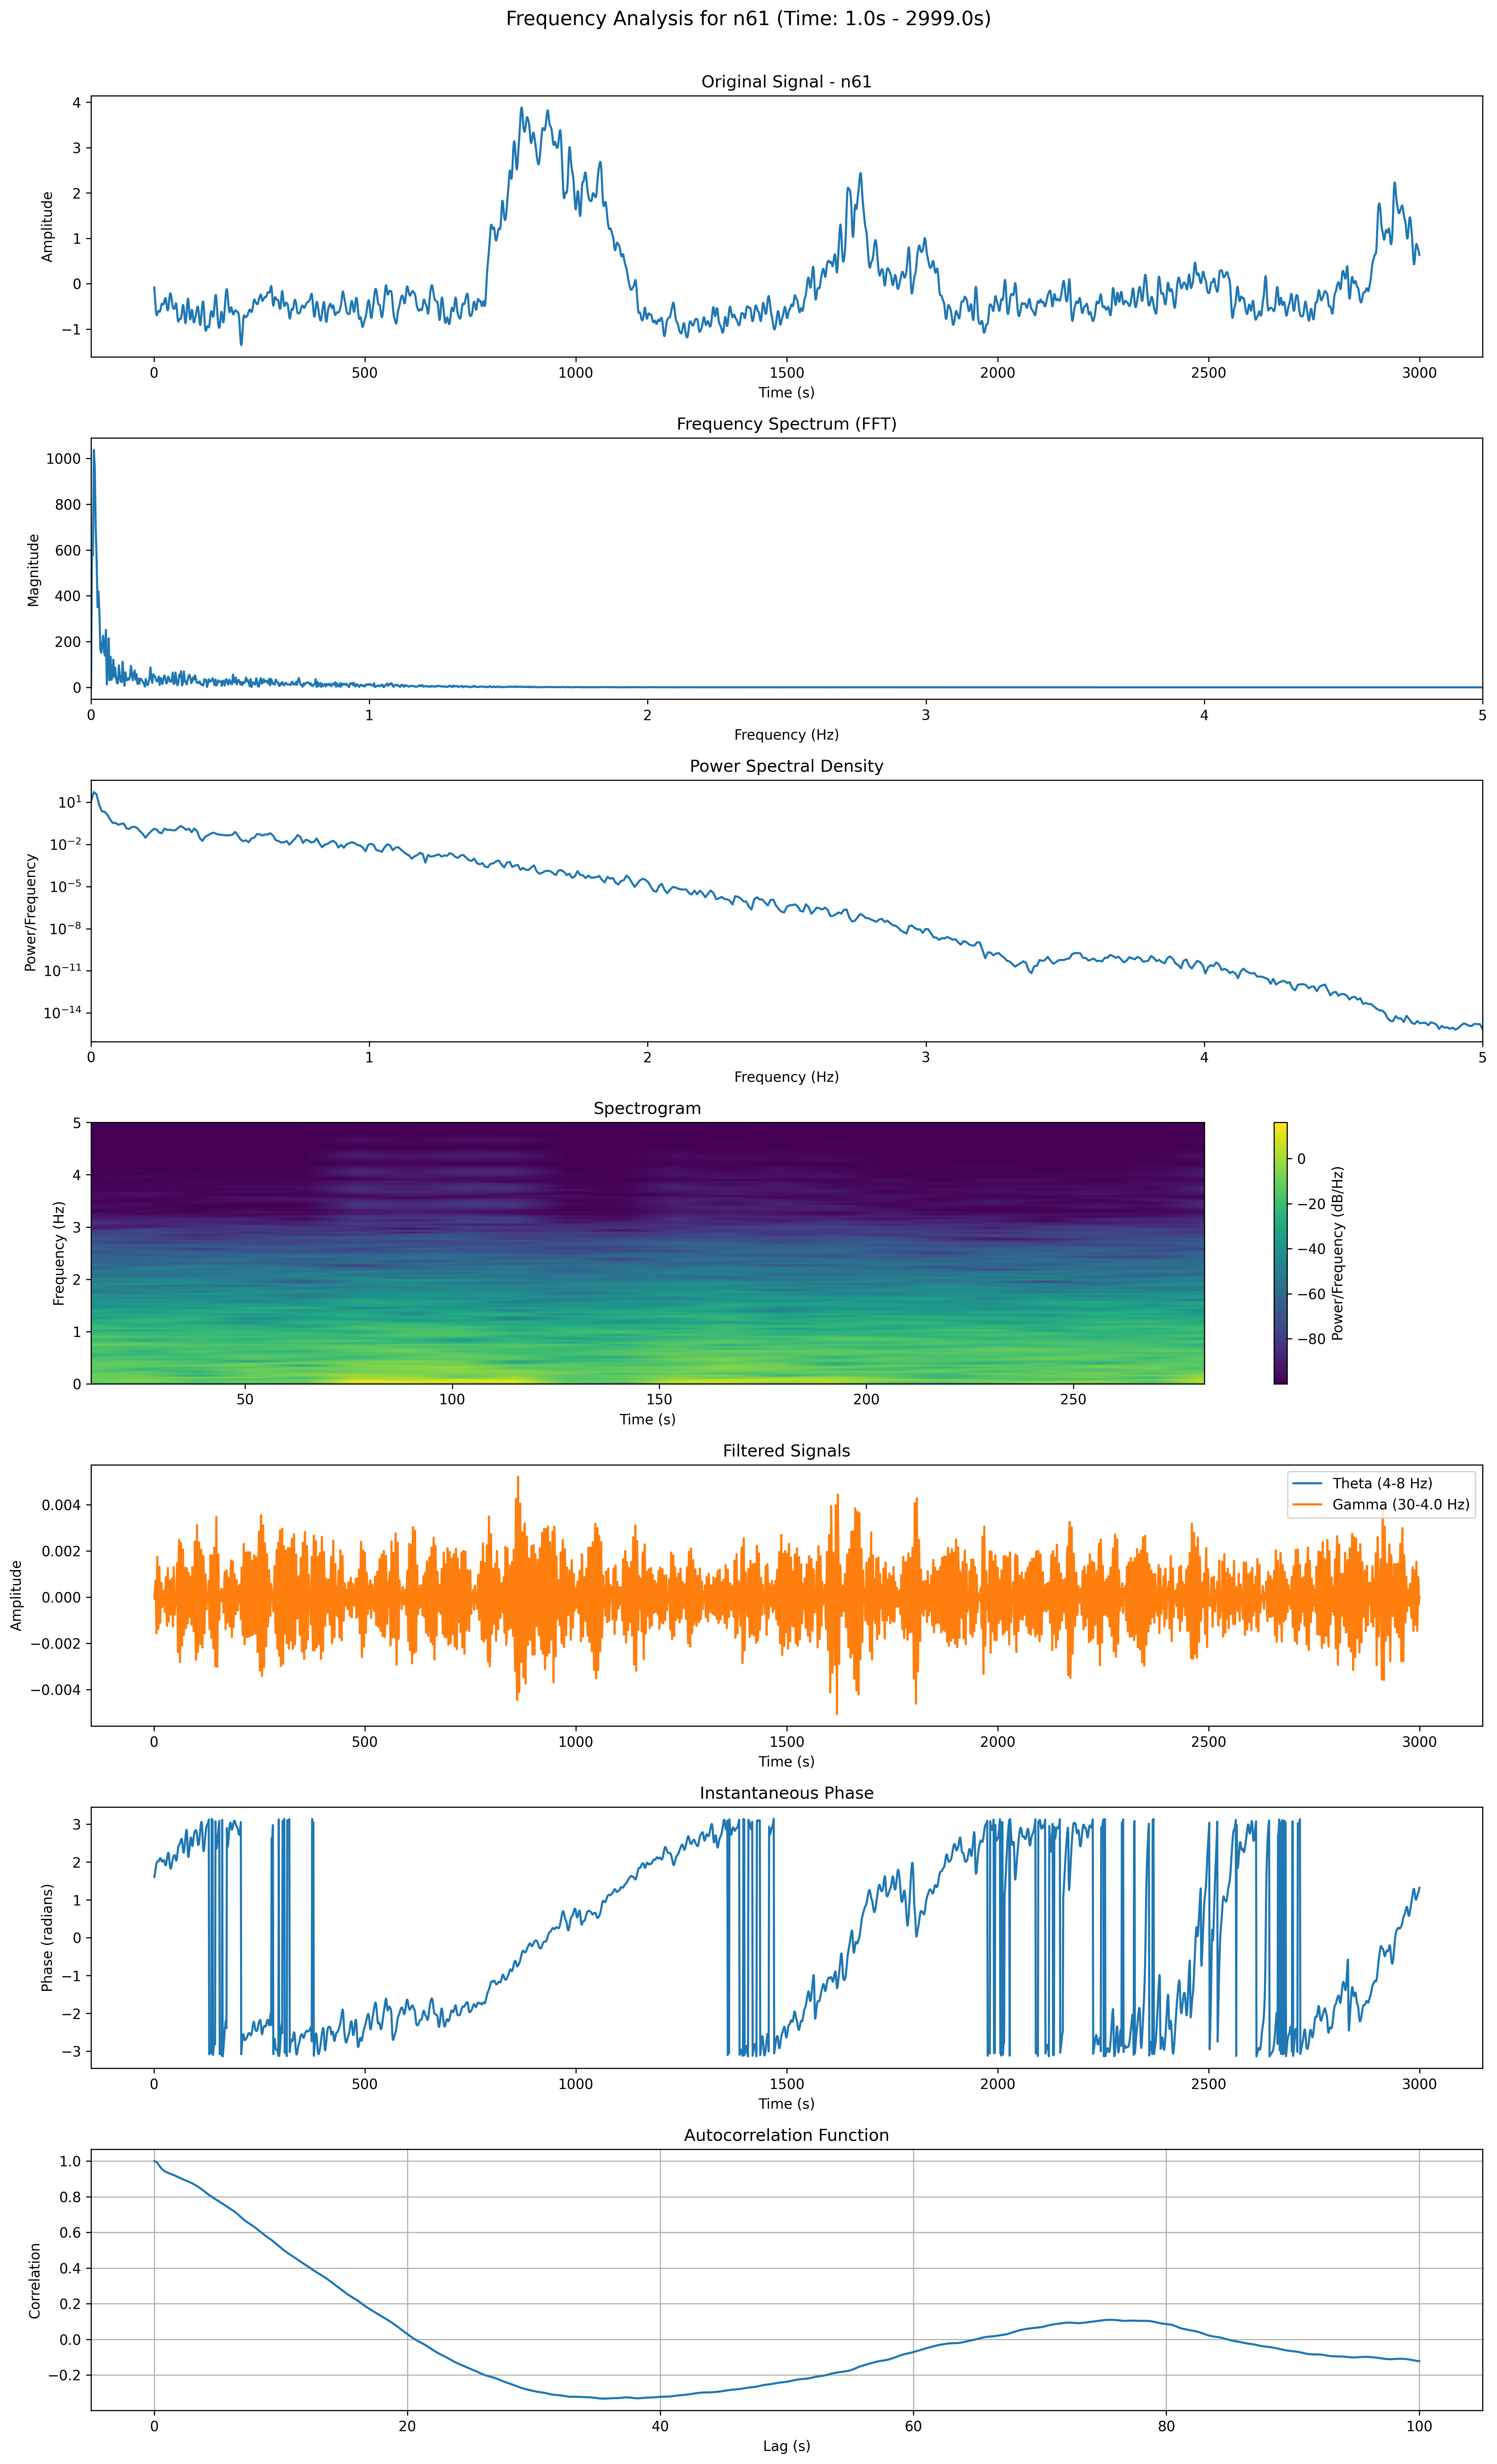 Frequency Analysis for n61 (Time: 1.0s - 2999.0s)
Original Signal - n61
4
3
2
1
0
−1
Amplitude
0 500 1000 1500 2000 2500 3000
Time (s)
Frequency Spectrum (FFT)
1000
800
600
400
200
0
Magnitude
0 1 2 3 4 5
Frequency (Hz)
Power Spectral Density
10¹
10⁻²
10⁻⁵
10⁻⁸
10⁻¹¹
10⁻¹⁴
Power/Frequency
0 1 2 3 4 5
Frequency (Hz)
Spectrogram
5
4
3
2
1
0
Frequency (Hz)
50 100 150 200 250
Time (s)
0
−20
−40
−60
−80
Power/Frequency (dB/Hz)
Filtered Signals
0.004
0.002
0.000
−0.002
−0.004
Amplitude
Theta (4-8 Hz)
Gamma (30-4.0 Hz)
0 500 1000 1500 2000 2500 3000
Time (s)
Instantaneous Phase
3
2
1
0
−1
−2
−3
Phase (radians)
0 500 1000 1500 2000 2500 3000
Time (s)
Autocorrelation Function
1.0
0.8
0.6
0.4
0.2
0.0
−0.2
Correlation
0 20 40 60 80 100
Lag (s)